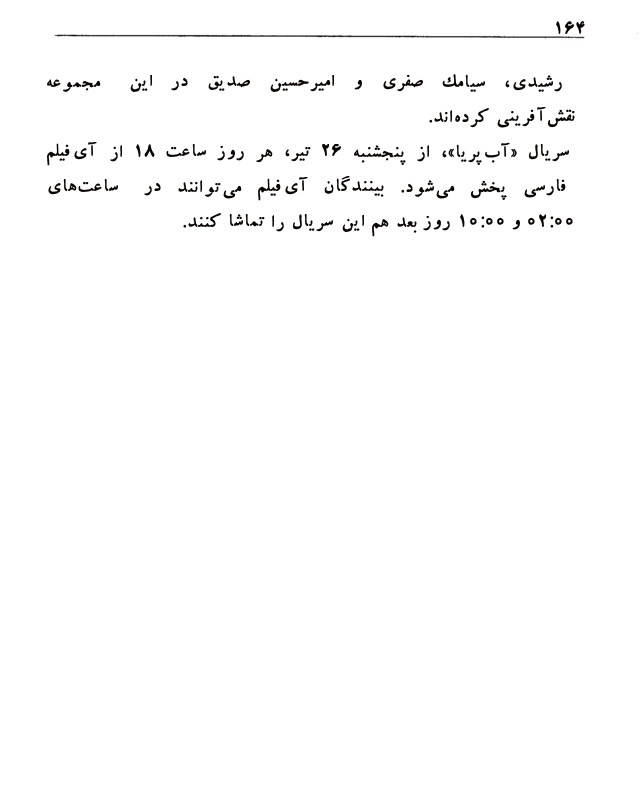 ۱۶۴
رشیدی، سیامك صفری و امیرحسین صدیق در این مجموعه
نقش‌آفرینی کرده‌اند.
سریال «آب‌پریا»، از پنجشنبه ۲۶ تیر، هر روز ساعت ۱۸ از آی‌فیلم
فارسی پخش می‌شود. بینندگان آی‌فیلم می‌توانند در ساعت‌های
۰۲:۰۰ و ۱۰:۰۰ روز بعد هم این سریال را تماشا کنند.